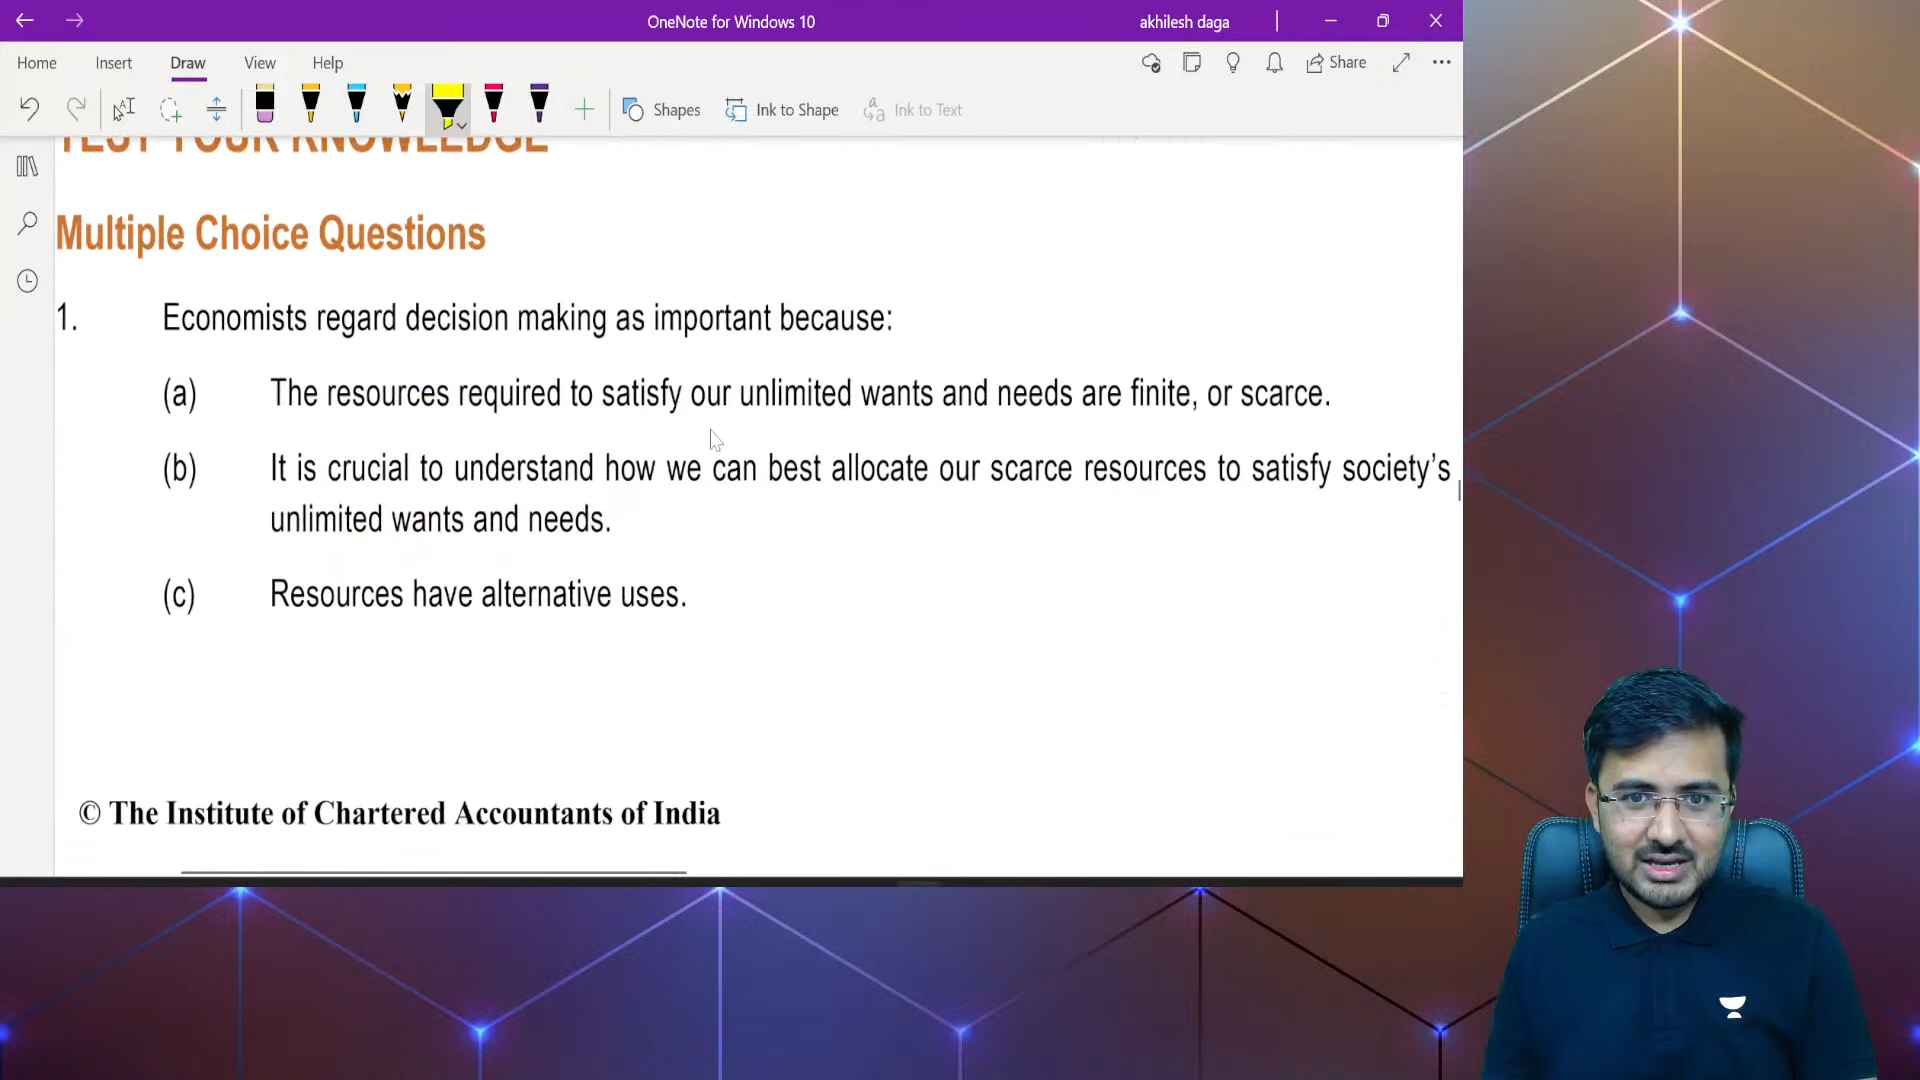 OneNote for Windows 10
akhilesh daga
Home Insert Draw View Help
Share
Shapes Ink to Shape Ink to Text
TEST YOUR KNOWLEDGE
Multiple Choice Questions
1. Economists regard decision making as important because:
(a) The resources required to satisfy our unlimited wants and needs are finite, or scarce.
(b) It is crucial to understand how we can best allocate our scarce resources to satisfy society’s
unlimited wants and needs.
(c) Resources have alternative uses.
© The Institute of Chartered Accountants of India